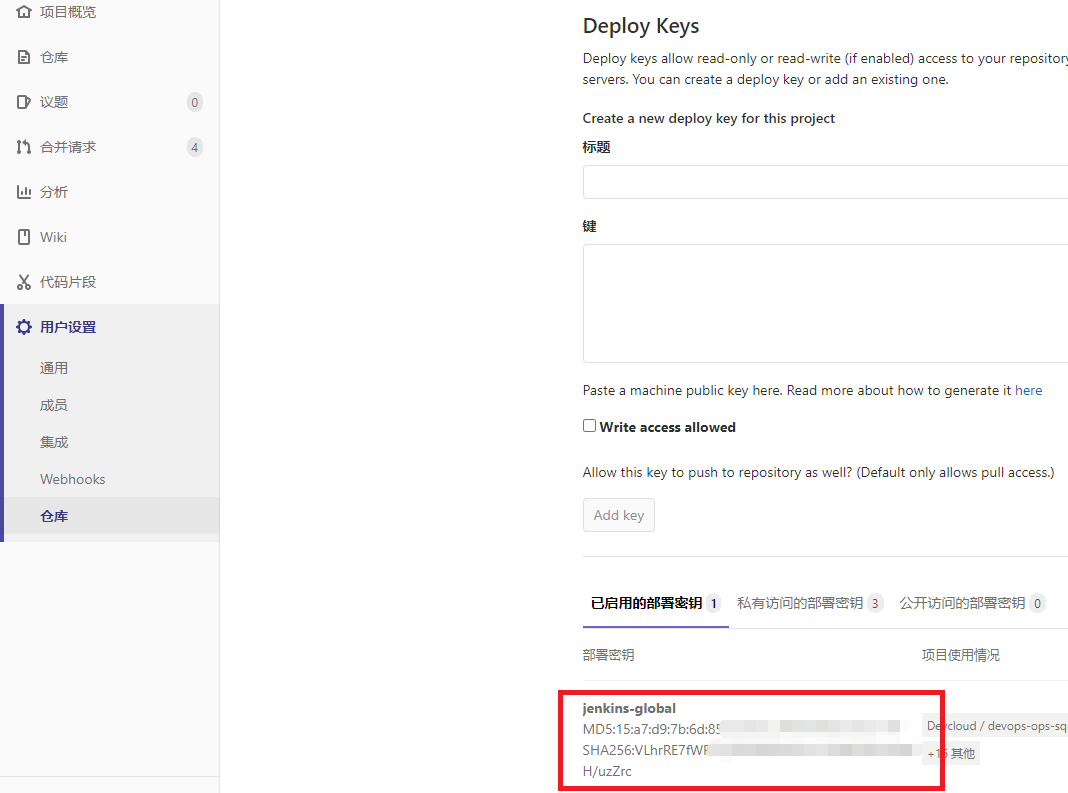 项目概览
仓库
议题 0
合并请求 4
分析
Wiki
代码片段
用户设置
通用
成员
集成
Webhooks
仓库
Deploy Keys
Deploy keys allow read-only or read-write (if enabled) access to your repository
servers. You can create a deploy key or add an existing one.
Create a new deploy key for this project
标题
键
Paste a machine public key here. Read more about how to generate it here
Write access allowed
Allow this key to push to repository as well? (Default only allows pull access.)
Add key
已启用的部署密钥 1 私有访问的部署密钥 3 公开访问的部署密钥 0
部署密钥 项目使用情况
jenkins-global
MD5:15:a7:d9:7b:6d:85
SHA256:VLhrRE7fWF
H/uzZrc
Devcloud / devops-ops-sq
其他